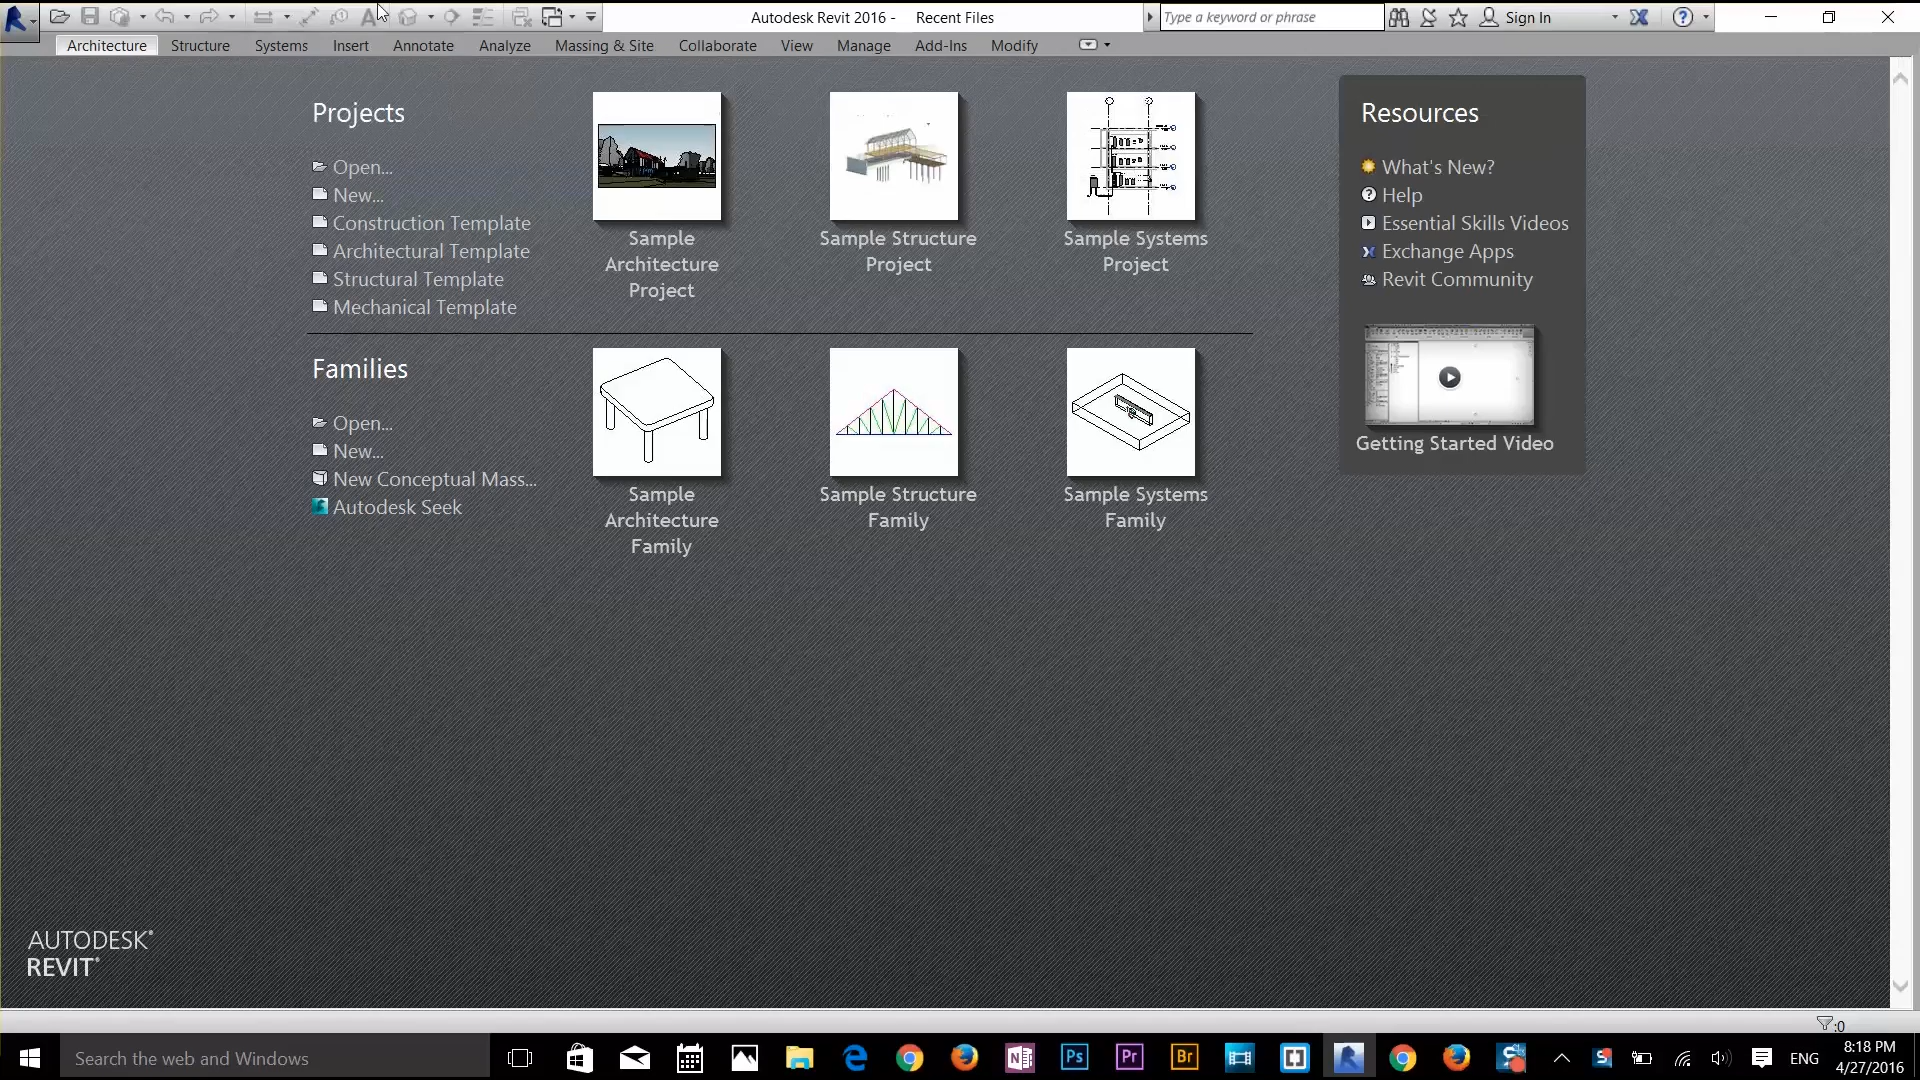 Autodesk Revit 2016 - Recent Files
Type a keyword or phrase
Sign In
Architecture Structure Systems Insert Annotate Analyze Massing & Site Collaborate View Manage Add-Ins Modify
Projects
Open...
New...
Construction Template
Architectural Template
Structural Template
Mechanical Template
Sample
Architecture
Project
Sample Structure
Project
Sample Systems
Project
Families
Open...
New...
New Conceptual Mass...
Autodesk Seek
Sample
Architecture
Family
Sample Structure
Family
Sample Systems
Family
Resources
What's New?
Help
Essential Skills Videos
Exchange Apps
Revit Community
Getting Started Video
AUTODESK®
REVIT®
:0
Search the web and Windows
N
Ps
Pr
Br
ENG
8:18 PM
4/27/2016